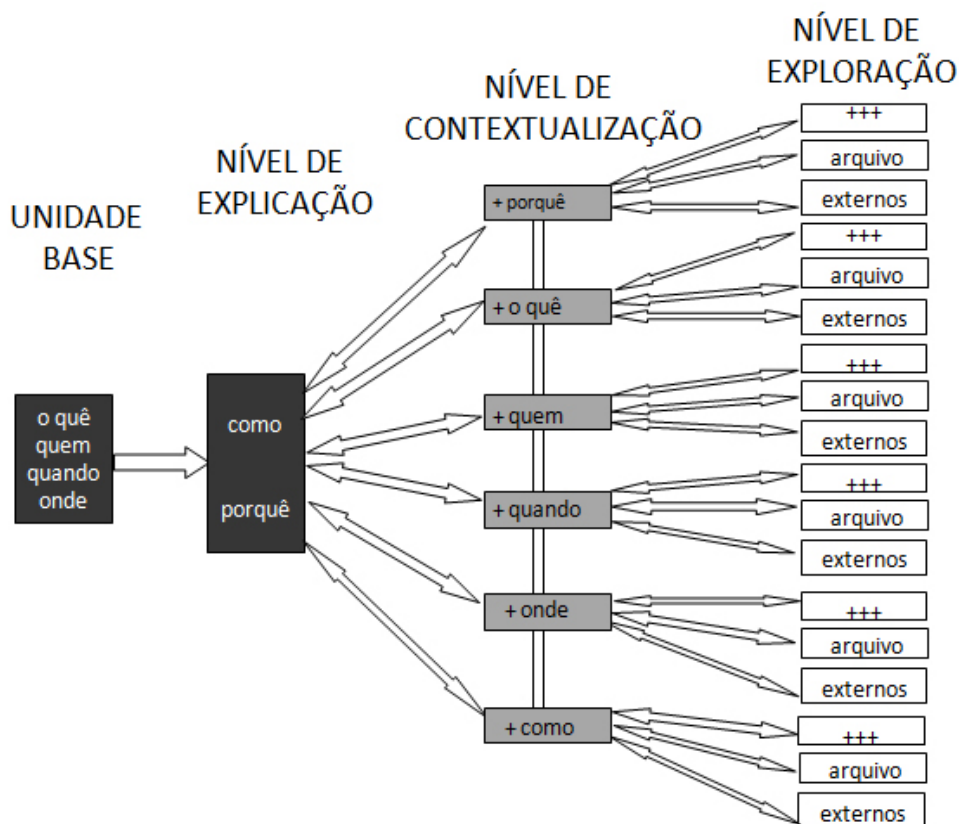 UNIDADE
BASE
o quê
quem
quando
onde
NÍVEL DE
EXPLICAÇÃO
como
porquê
NÍVEL DE
CONTEXTUALIZAÇÃO
+ porquê
+ o quê
+ quem
+ quando
+ onde
+ como
NÍVEL DE
EXPLORAÇÃO
+++
arquivo
externos
+++
arquivo
externos
+++
arquivo
externos
+++
arquivo
externos
+++
arquivo
externos
+++
arquivo
externos